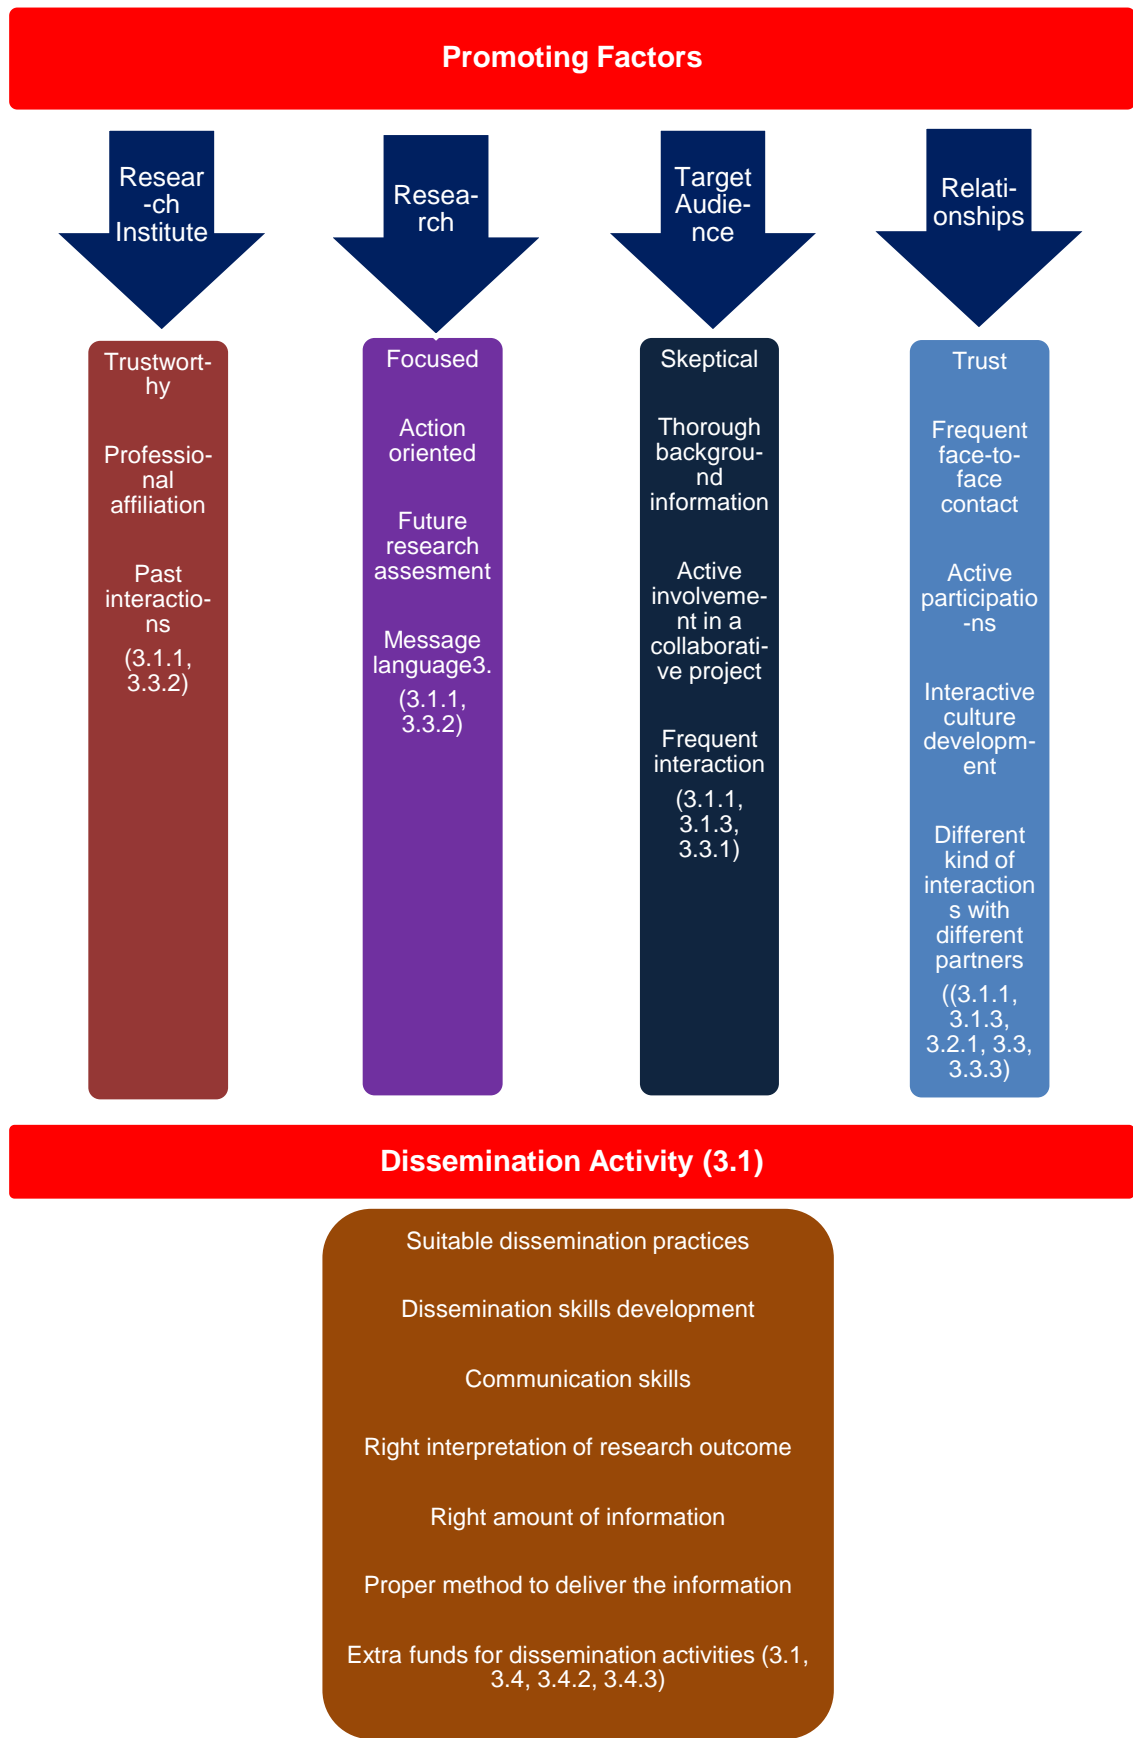 Promoting Factors
Resear
-ch
Institute
Resea-
rch
Target
Audie-
nce
Relati-
onships
Trustwort-
hy
Professio-
nal
affiliation
Past
interactio-
ns
(3.1.1,
3.3.2)
Focused
Action
oriented
Future
research
assesment
Message
language3.
(3.1.1,
3.3.2)
Skeptical
Thorough
backgrou-
nd
information
Active
involveme-
nt in a
collaborati-
ve project
Frequent
interaction
(3.1.1,
3.1.3,
3.3.1)
Trust
Frequent
face-to-
face
contact
Active
participatio
-ns
Interactive
culture
developm-
ent
Different
kind of
interaction
s with
different
partners
((3.1.1,
3.1.3,
3.2.1, 3.3,
3.3.3)
Dissemination Activity (3.1)
Suitable dissemination practices
Dissemination skills development
Communication skills
Right interpretation of research outcome
Right amount of information
Proper method to deliver the information
Extra funds for dissemination activities (3.1,
3.4, 3.4.2, 3.4.3)